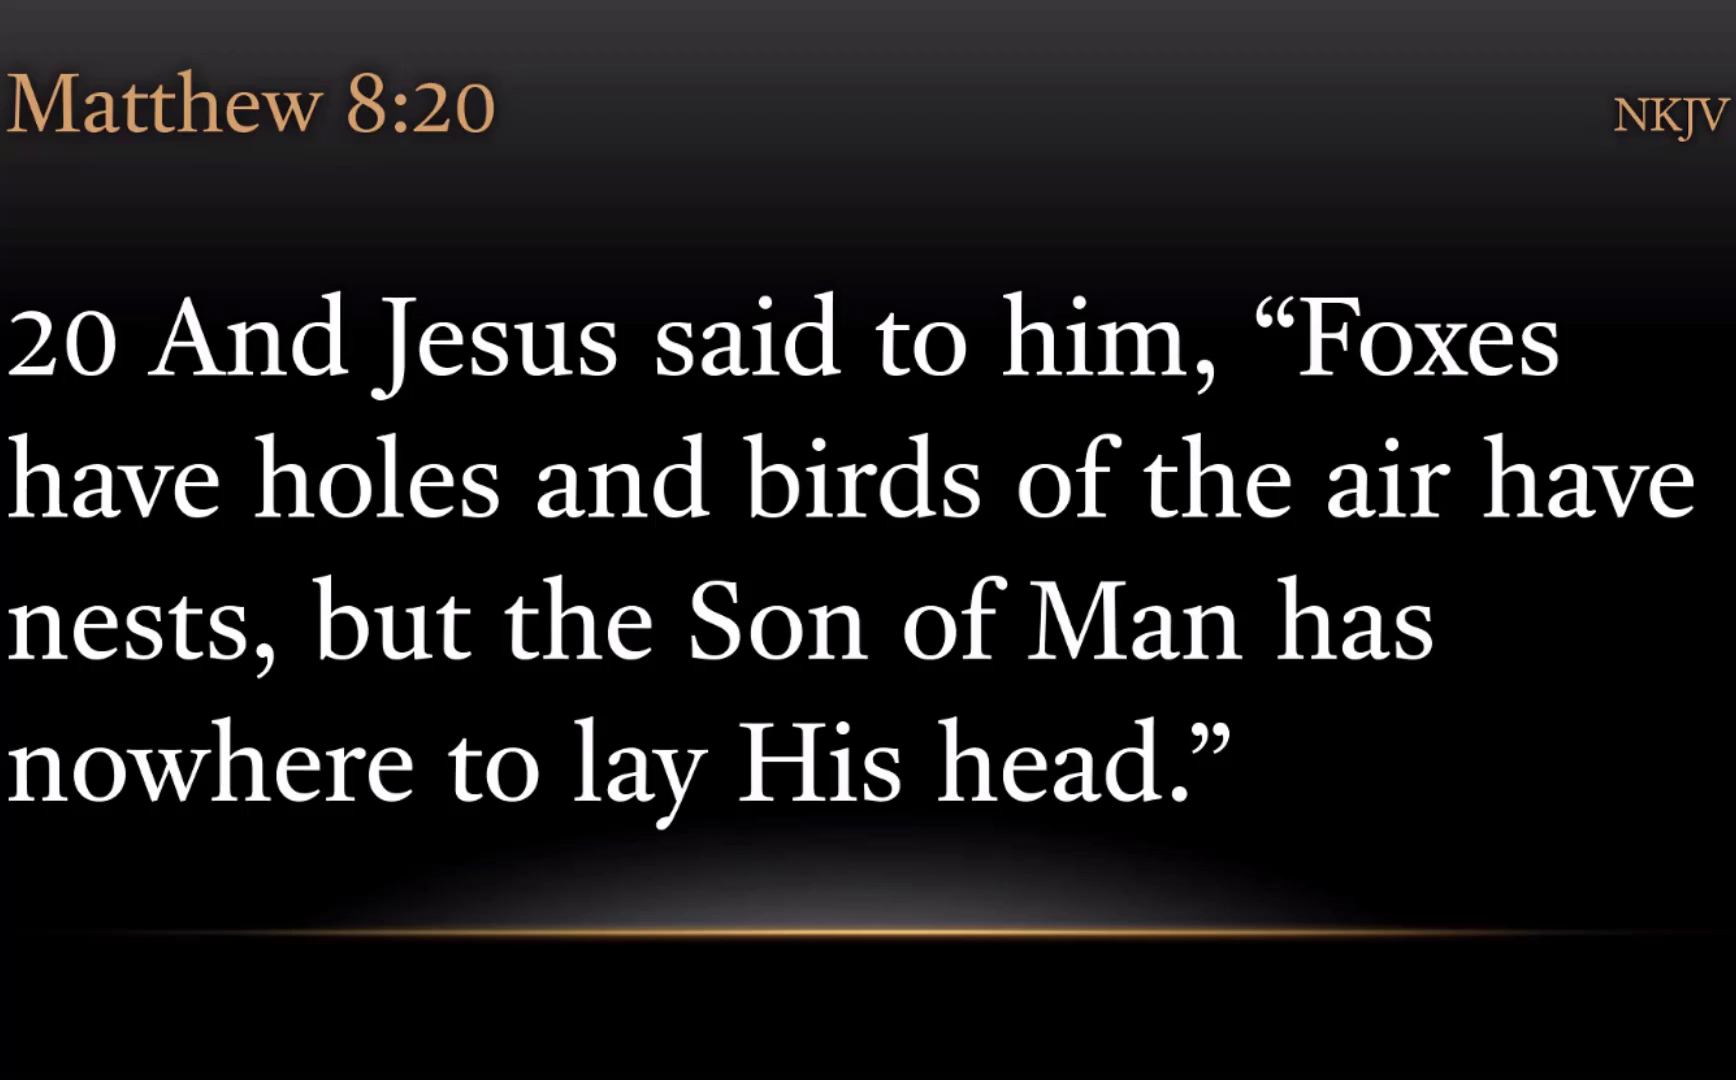 Matthew 8:20
NKJV
20 And Jesus said to him, “Foxes
have holes and birds of the air have
nests, but the Son of Man has
nowhere to lay His head.”